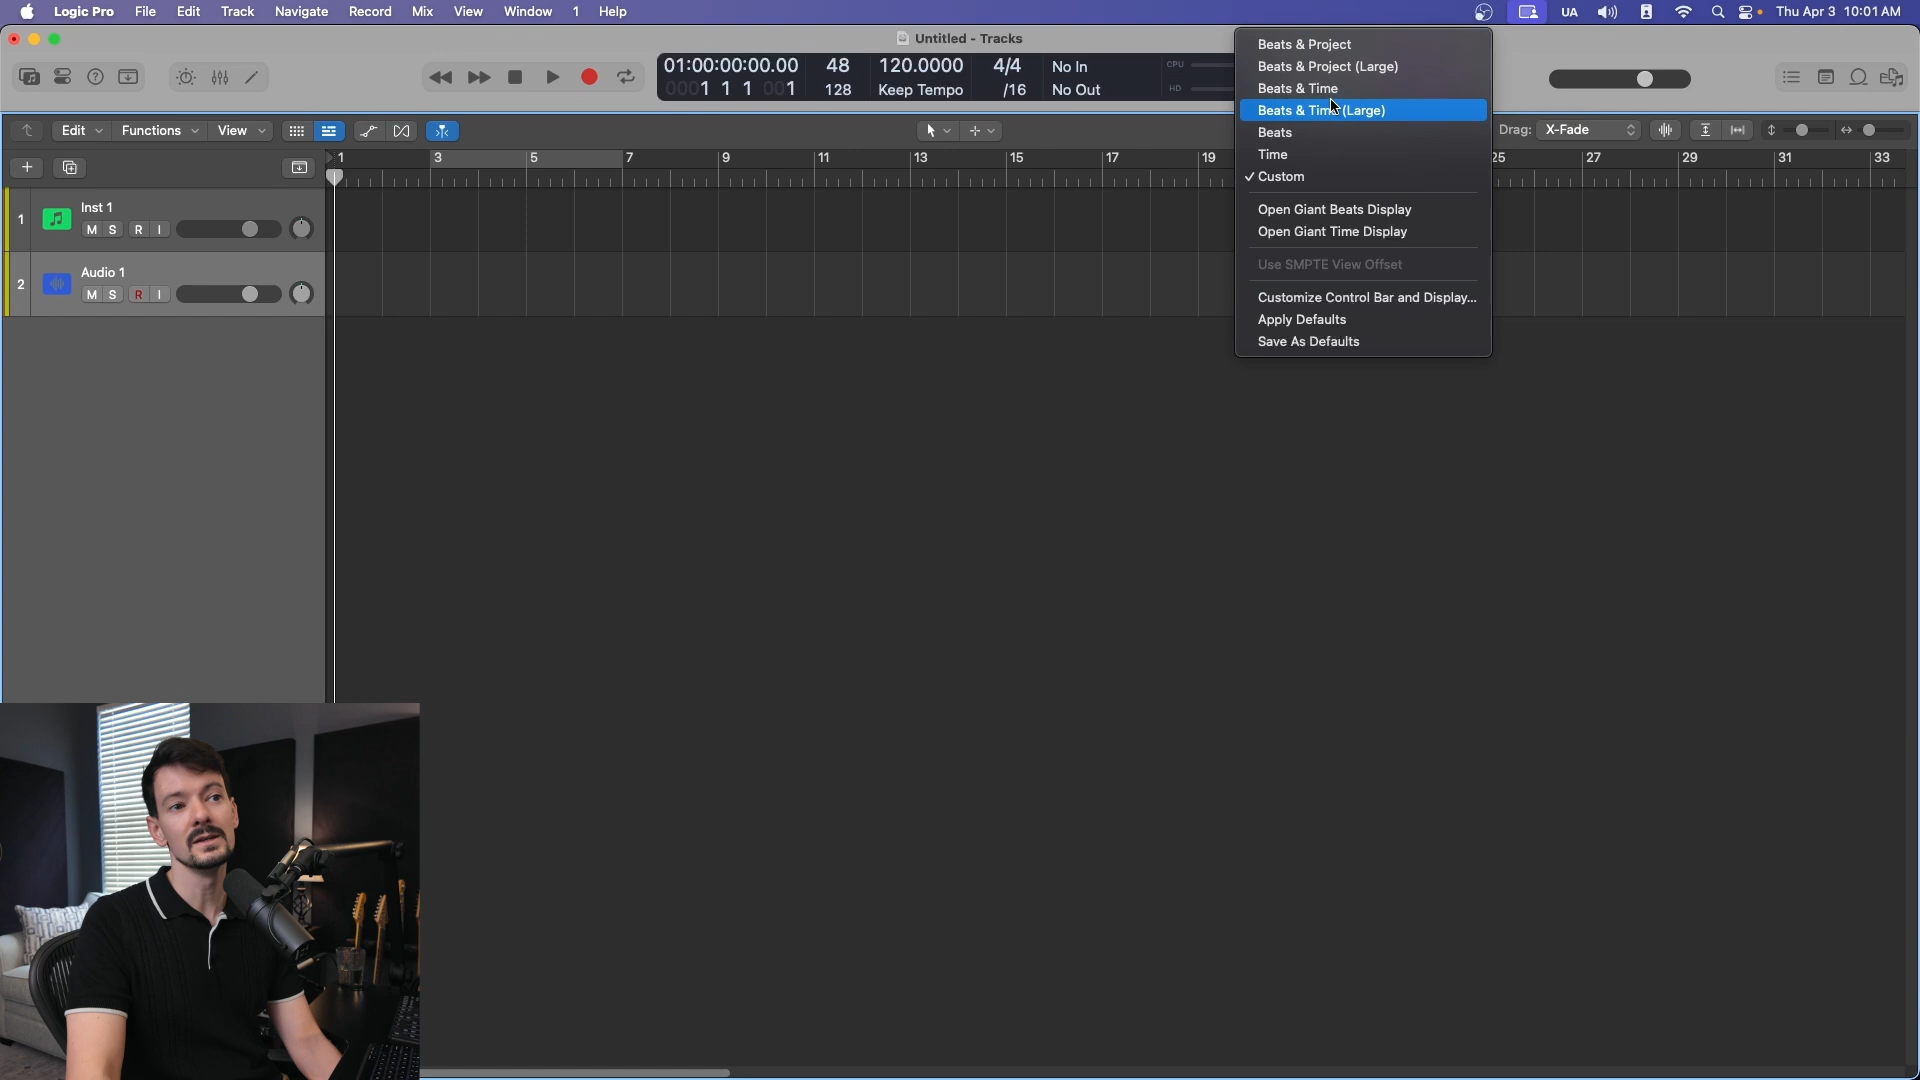 Logic Pro File Edit Track Navigate Record Mix View Window 1 Help UA Thu Apr 3 10:01 AM
Untitled - Tracks
01:00:00:00.00 48 120.0000 4/4 No In CPU
0001 1 1 001 128 Keep Tempo /16 No Out HD
Beats & Project
Beats & Project (Large)
Beats & Time
Beats & Time (Large)
Beats
Time
✓ Custom
Open Giant Beats Display
Open Giant Time Display
Use SMPTE View Offset
Customize Control Bar and Display...
Apply Defaults
Save As Defaults
Edit Functions View Drag: X-Fade
1 3 5 7 9 11 13 15 17 19 25 27 29 31 33
1 Inst 1
M S R I
2 Audio 1
M S R I